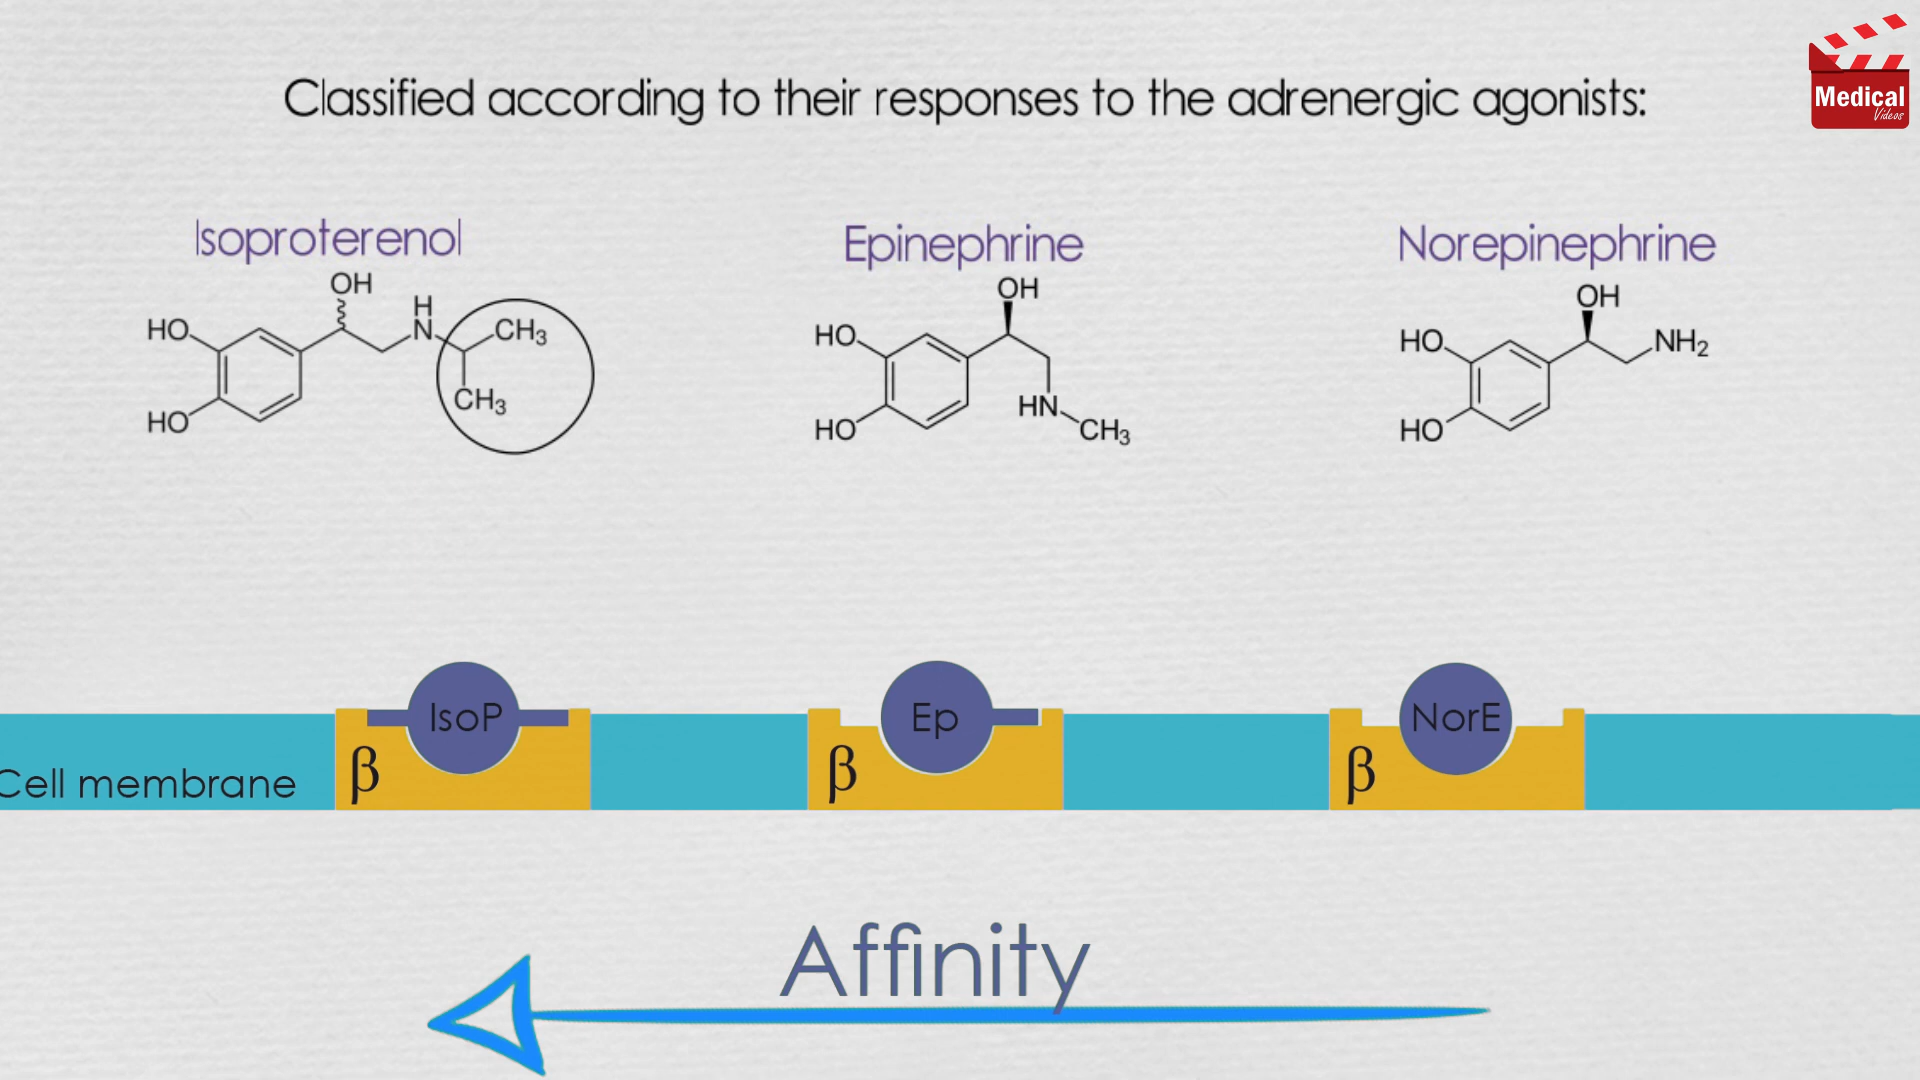 Medical
Videos
Classified according to their responses to the adrenergic agonists:
Isoproterenol
Epinephrine
Norepinephrine
OH
HO
H
N
CH3
CH3
HO
OH
HO
HN
CH3
HO
OH
HO
NH2
HO
IsoP
Ep
NorE
Cell membrane
β
β
β
Affinity